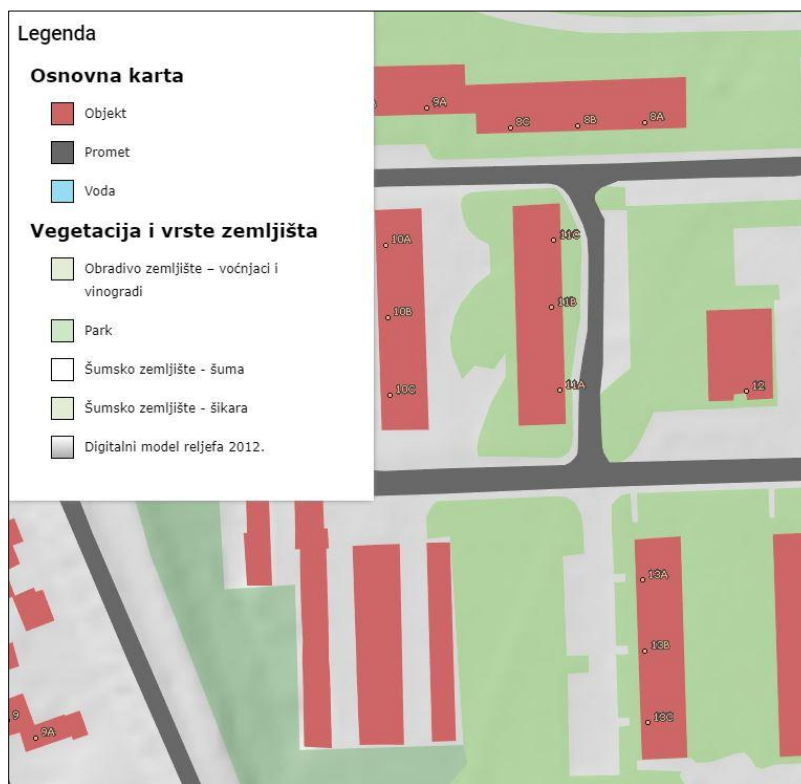 Legenda
Osnovna karta
Objekt
Promet
Voda
Vegetacija i vrste zemljišta
Obradivo zemljište – voćnjaci i
vinogradi
Park
Šumsko zemljište - šuma
Šumsko zemljište - šikara
Digitalni model reljefa 2012.
9A
8C
8B
8A
10A
11C
10B
11B
10C
11A
12
13A
13B
13C
9
9A